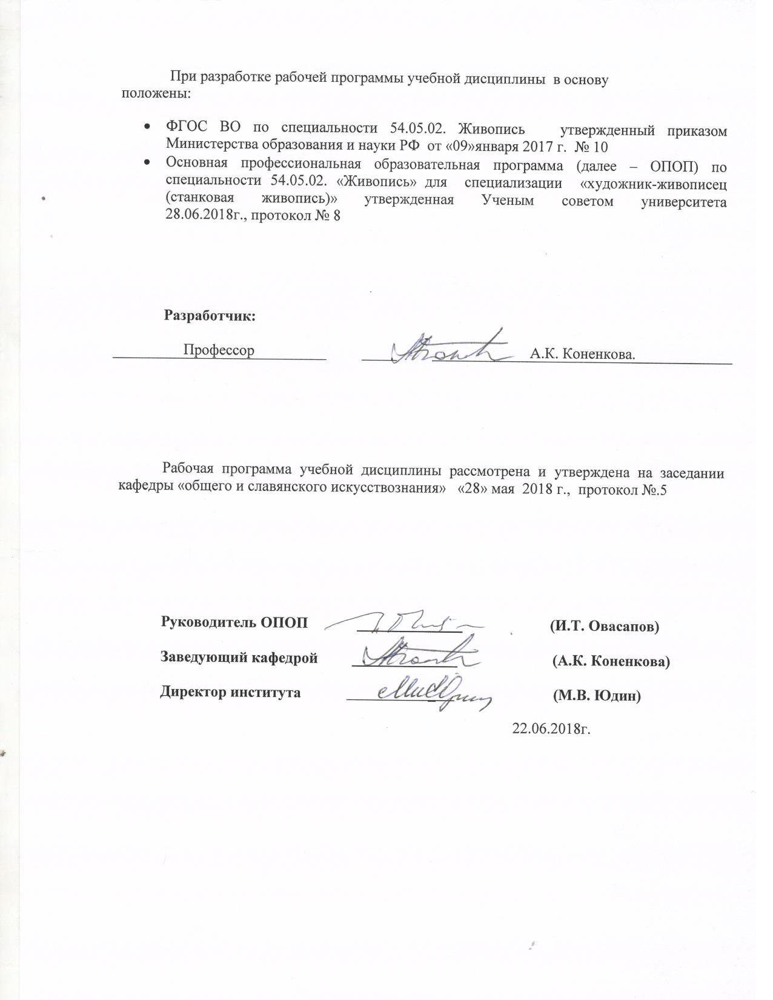 При разработке рабочей программы учебной дисциплины в основу
положены:
• ФГОС ВО по специальности 54.05.02. Живопись утвержденный приказом
Министерства образования и науки РФ от «09»января 2017 г. № 10
• Основная профессиональная образовательная программа (далее – ОПОП) по
специальности 54.05.02. «Живопись» для специализации «художник-живописец
(станковая живопись)» утвержденная Ученым советом университета
28.06.2018г., протокол № 8
Разработчик:
Профессор А.К. Коненкова.
Рабочая программа учебной дисциплины рассмотрена и утверждена на заседании
кафедры «общего и славянского искусствознания» «28» мая 2018 г., протокол №.5
Руководитель ОПОП (И.Т. Овасапов)
Заведующий кафедрой (А.К. Коненкова)
Директор института (М.В. Юдин)
22.06.2018г.